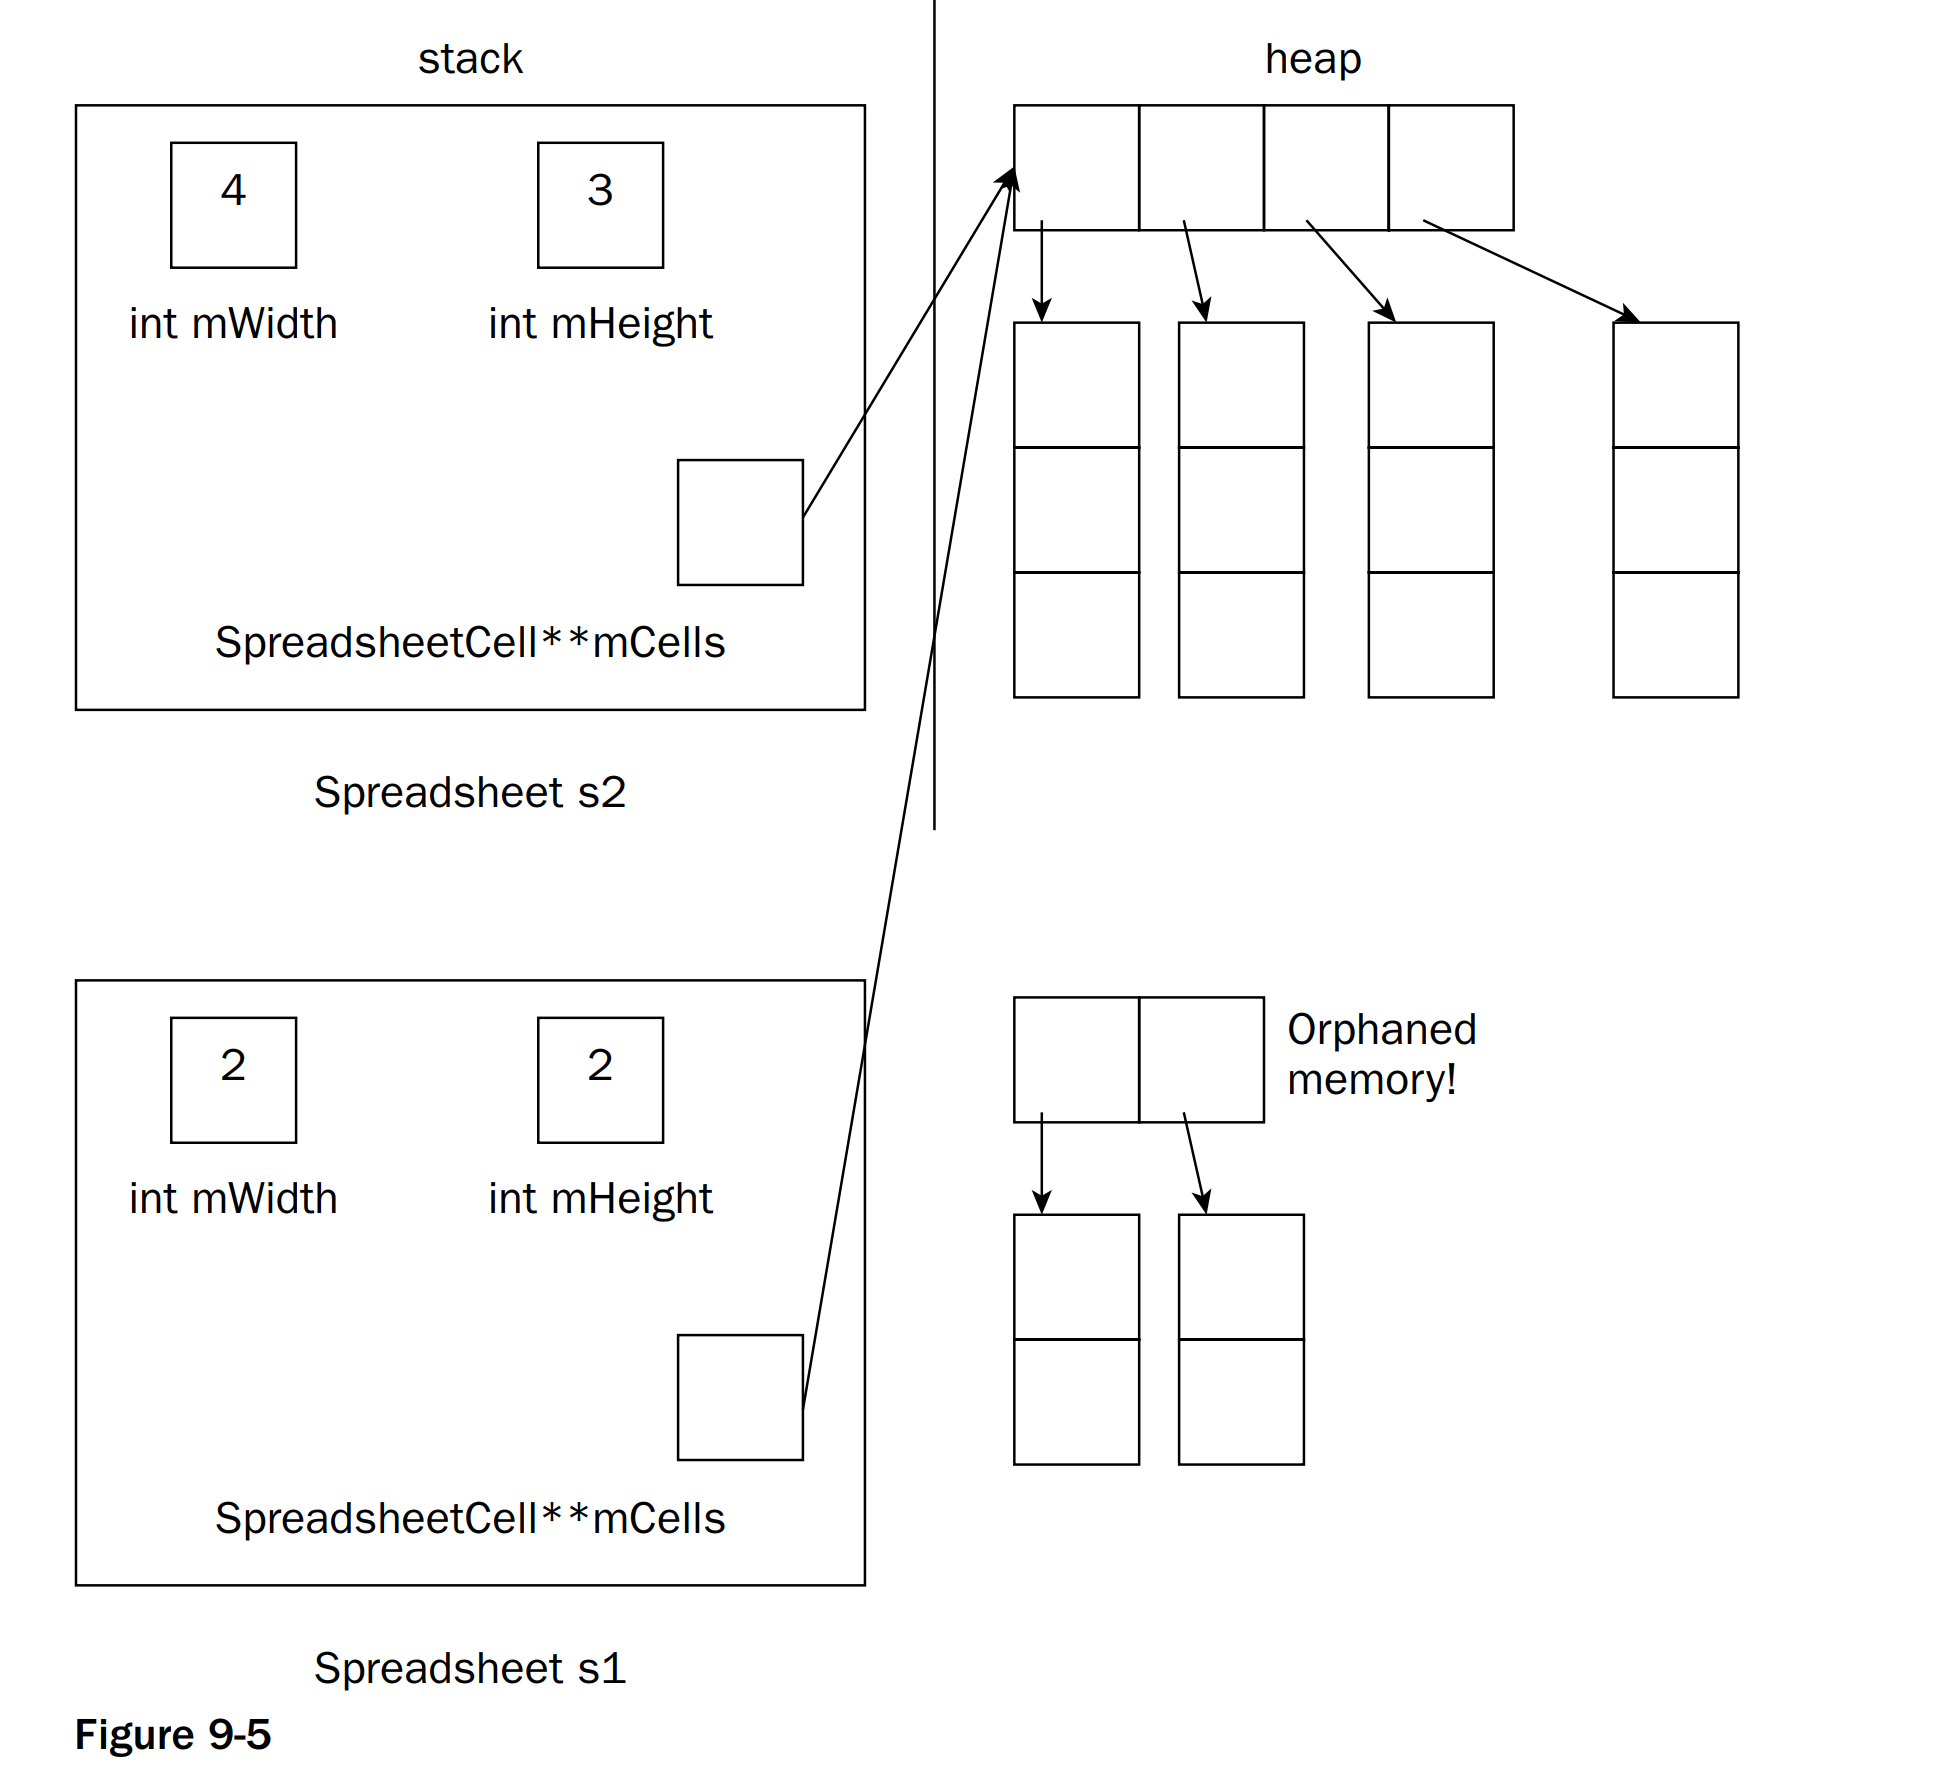 stack
heap
4
3
int mWidth
int mHeight
SpreadsheetCell**mCells
Spreadsheet s2
2
2
Orphaned
memory!
int mWidth
int mHeight
SpreadsheetCell**mCells
Spreadsheet s1
Figure 9-5